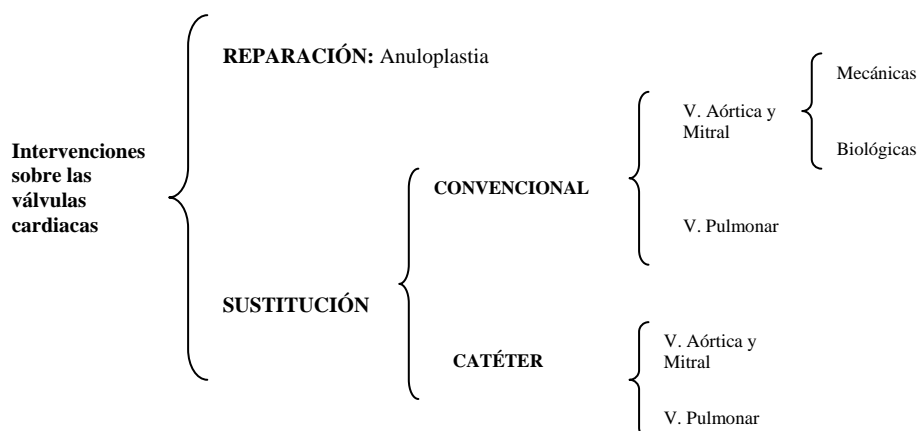 REPARACIÓN: Anuloplastia
Mecánicas
V. Aórtica y
Mitral
Biológicas
Intervenciones
sobre las
válvulas
cardiacas
CONVENCIONAL
V. Pulmonar
SUSTITUCIÓN
V. Aórtica y
Mitral
CATÉTER
V. Pulmonar